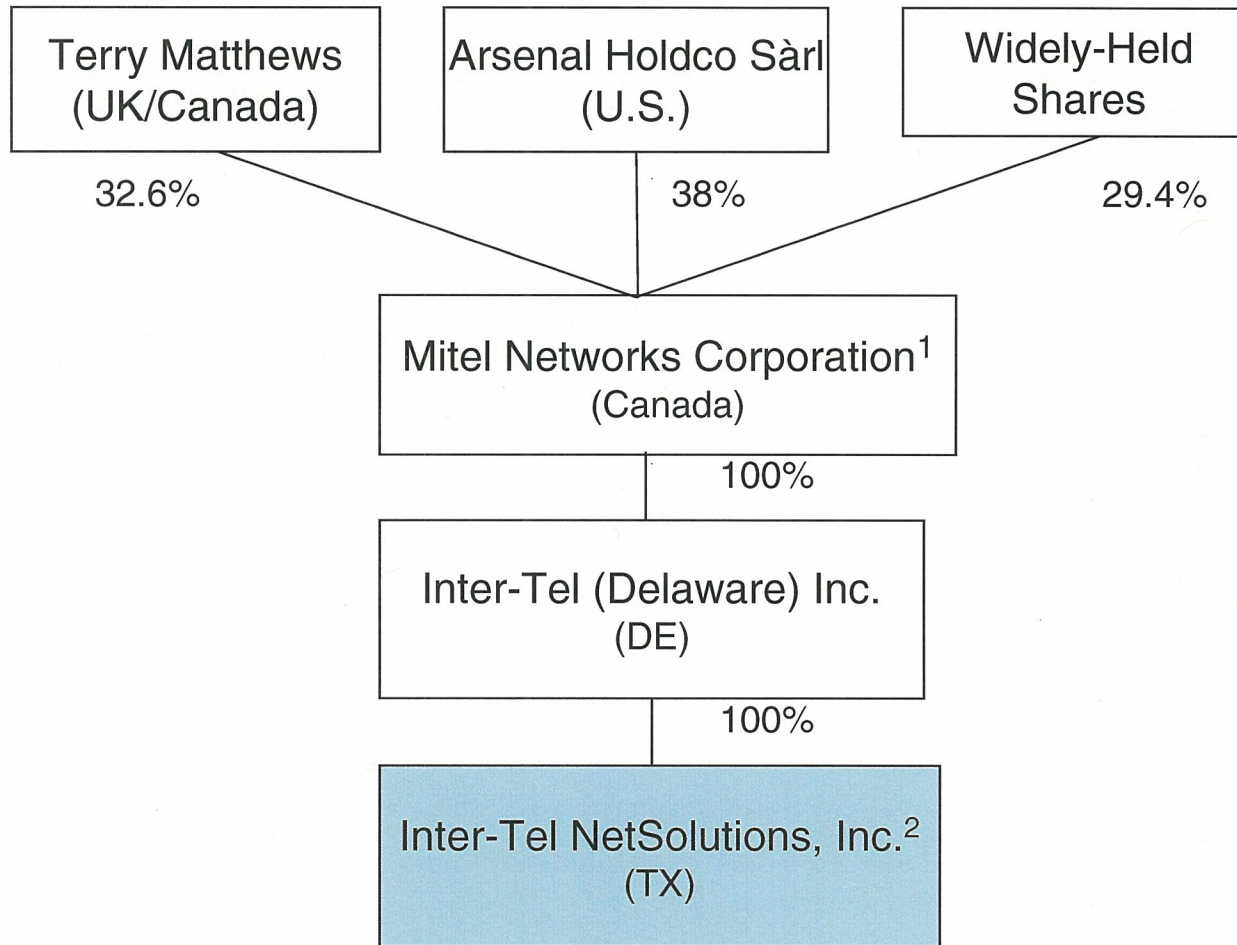 Terry Matthews
(UK/Canada)
Arsenal Holdco Sàrl
(U.S.)
Widely-Held
Shares
32.6%
38%
29.4%
Mitel Networks Corporation¹
(Canada)
100%
Inter-Tel (Delaware) Inc.
(DE)
100%
Inter-Tel NetSolutions, Inc.²
(TX)